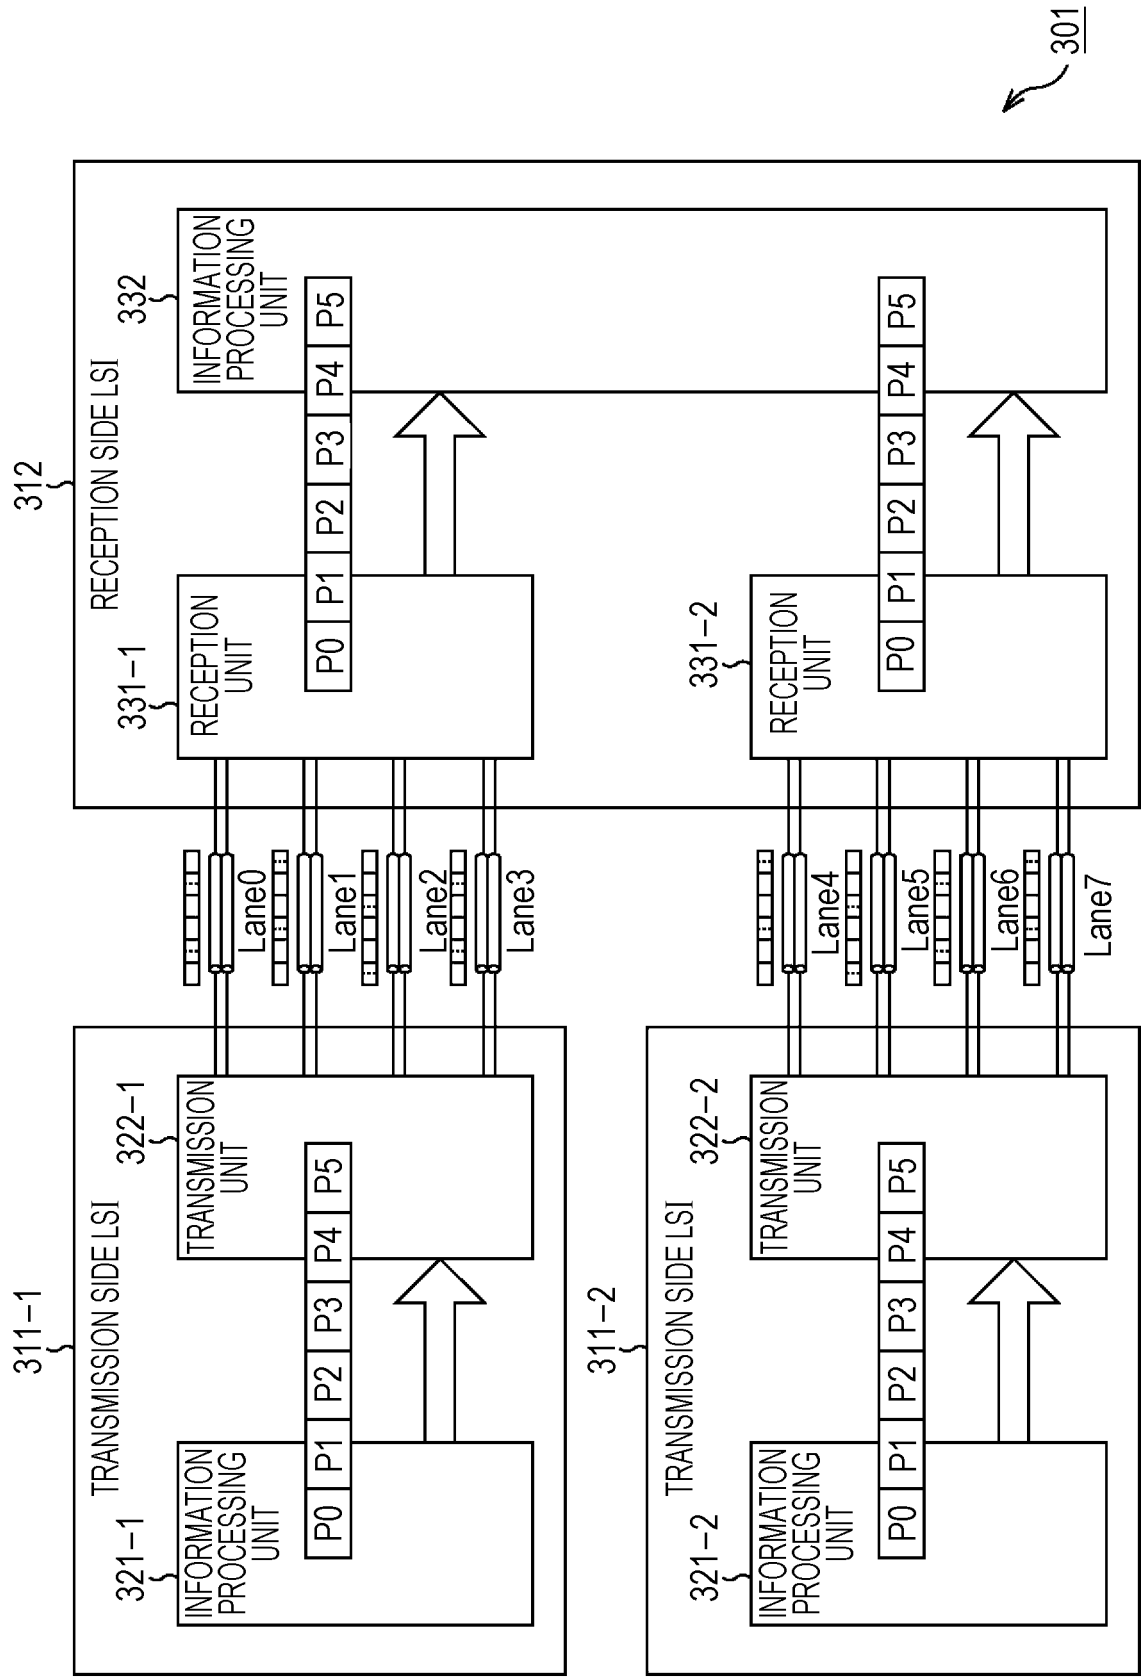 301
311-1
TRANSMISSION SIDE LSI
321-1
INFORMATION
PROCESSING
UNIT
P0 P1 P2 P3 P4 P5
322-1
TRANSMISSION
UNIT
Lane0
Lane1
Lane2
Lane3
312
RECEPTION SIDE LSI
331-1
RECEPTION
UNIT
P0 P1 P2 P3 P4 P5
332
INFORMATION
PROCESSING
UNIT
311-2
TRANSMISSION SIDE LSI
321-2
INFORMATION
PROCESSING
UNIT
P0 P1 P2 P3 P4 P5
322-2
TRANSMISSION
UNIT
Lane4
Lane5
Lane6
Lane7
331-2
RECEPTION
UNIT
P0 P1 P2 P3 P4 P5